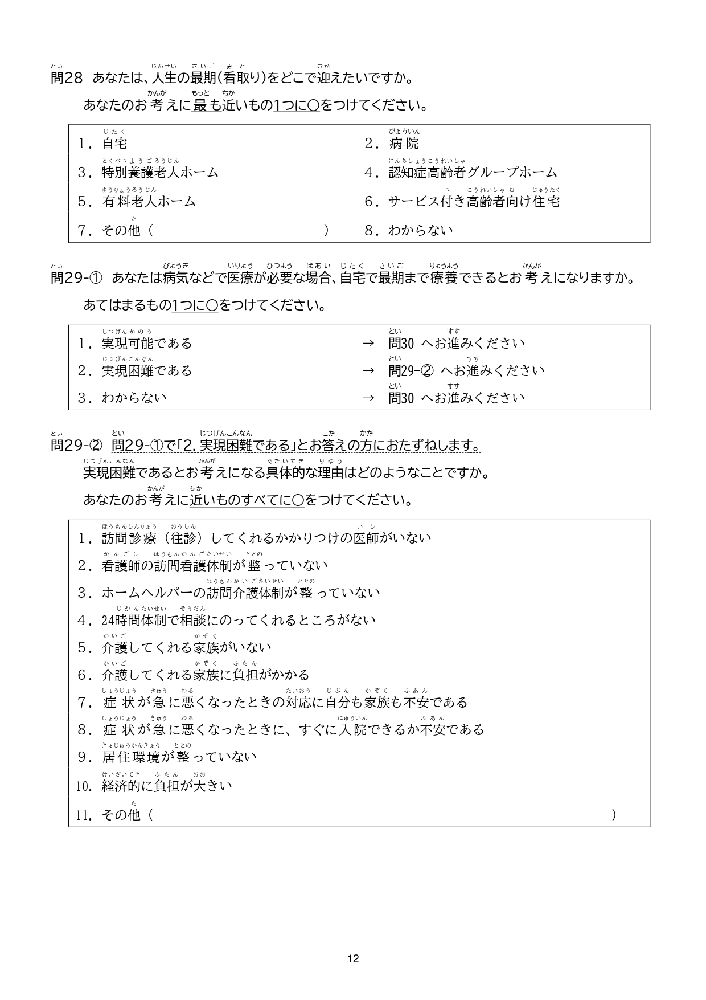 問28 あなたは、人生の最期(看取り)をどこで迎えたいですか。
あなたのお考えに最も近いもの1つに〇をつけてください。
１．自宅 ２．病院
３．特別養護老人ホーム ４．認知症高齢者グループホーム
５．有料老人ホーム ６．サービス付き高齢者向け住宅
７．その他（ ） ８．わからない
問29-① あなたは病気などで医療が必要な場合、自宅で最期まで療養できるとお考えになりますか。
あてはまるもの1つに〇をつけてください。
１．実現可能である → 問30 へお進みください
２．実現困難である → 問29-② へお進みください
３．わからない → 問30 へお進みください
問29-② 問29-①で「2.実現困難である」とお答えの方におたずねします。
実現困難であるとお考えになる具体的な理由はどのようなことですか。
あなたのお考えに近いものすべてに〇をつけてください。
１．訪問診療（往診）してくれるかかりつけの医師がいない
２．看護師の訪問看護体制が整っていない
３．ホームヘルパーの訪問介護体制が整っていない
４．24時間体制で相談にのってくれるところがない
５．介護してくれる家族がいない
６．介護してくれる家族に負担がかかる
７．症状が急に悪くなったときの対応に自分も家族も不安である
８．症状が急に悪くなったときに、すぐに入院できるか不安である
９．居住環境が整っていない
10．経済的に負担が大きい
11．その他（ ）
12